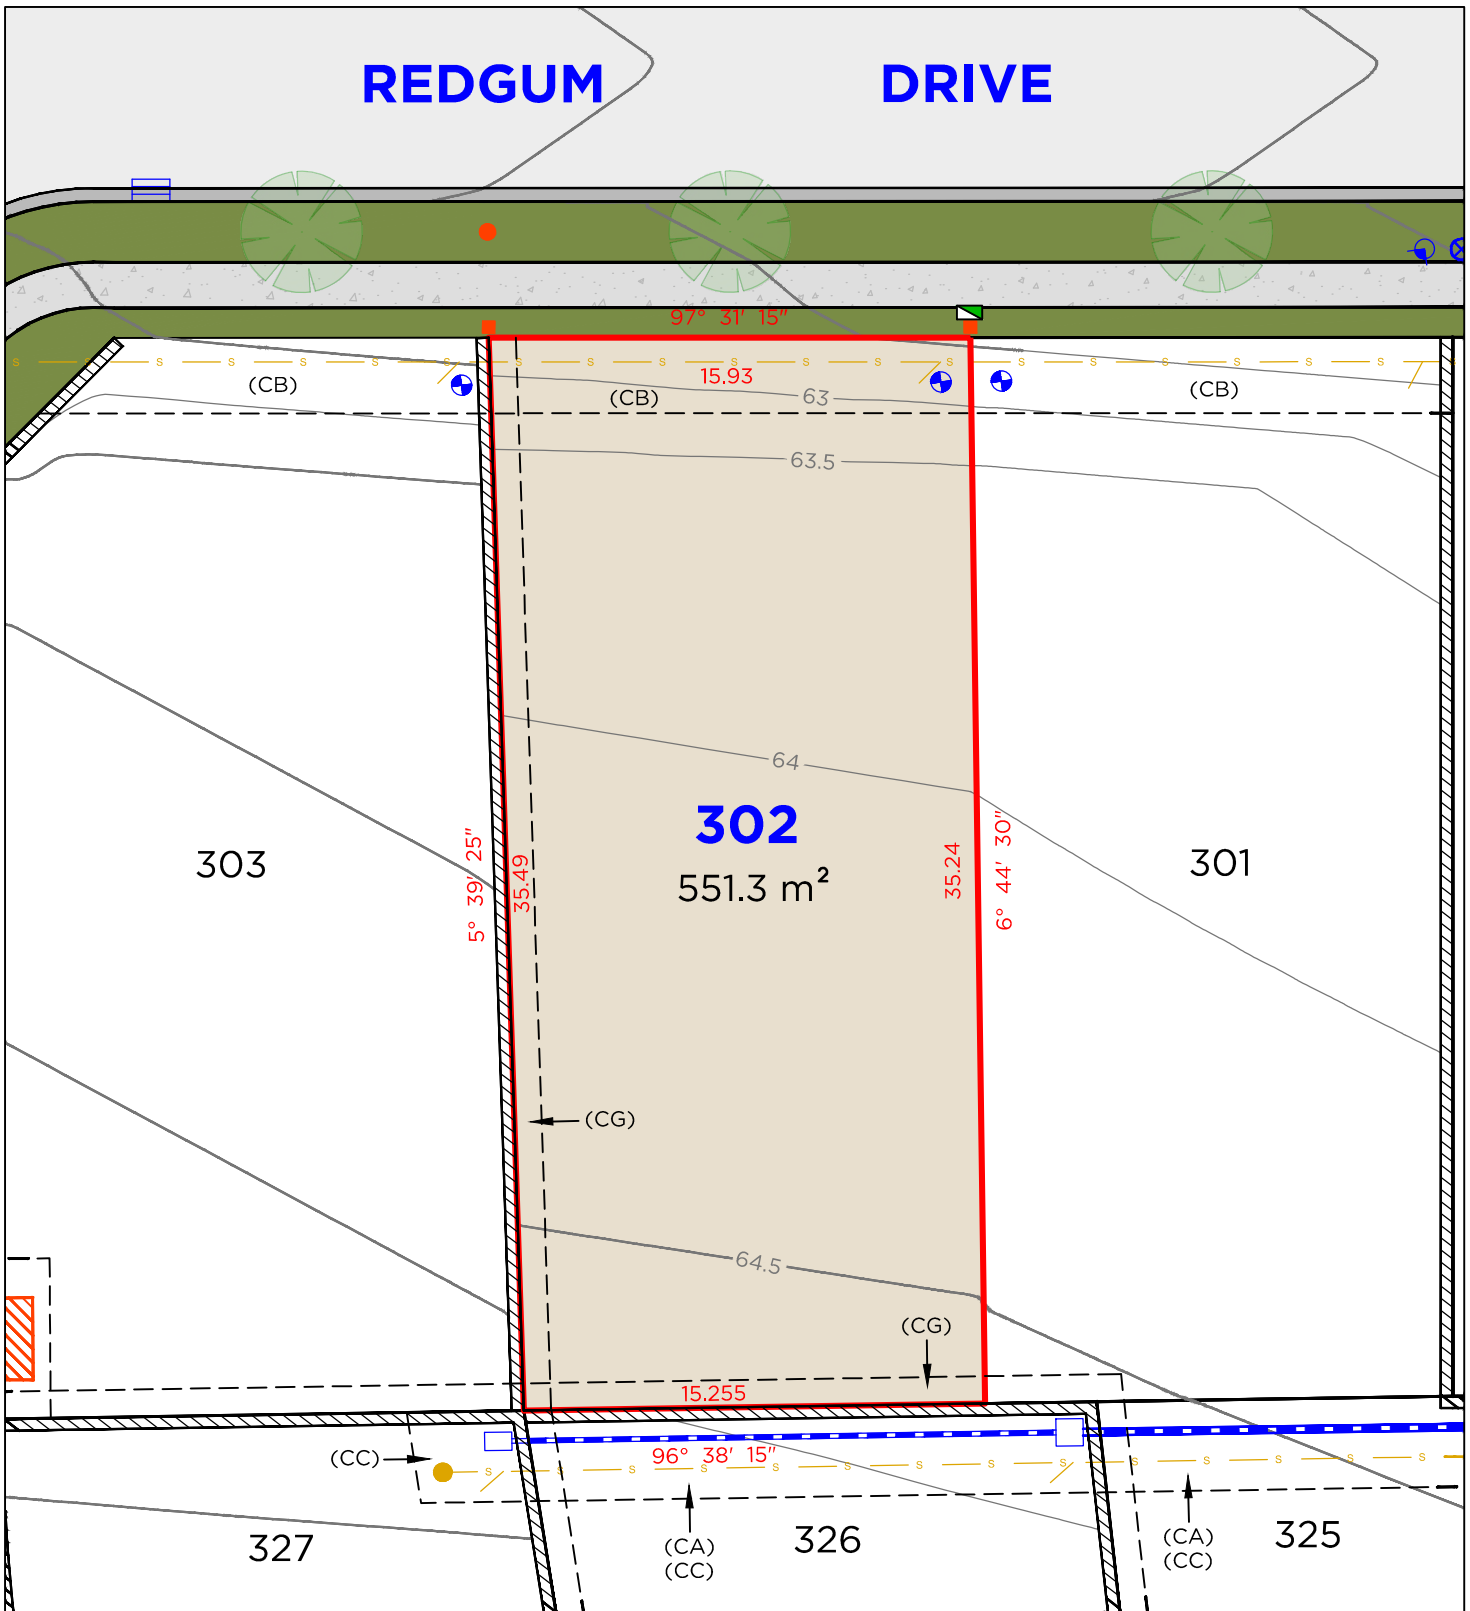 REDGUM DRIVE
97° 31' 15"
S S S S S S S S S S S S S S S S S S S S
15.93
(CB)
(CB)
(CB)
63
63.5
64
302
551.3 m²
303
301
5° 39' 25"
35.49
35.24
6° 44' 30"
(CG)
64.5
(CG)
15.255
96° 38' 15"
(CC)
S S S S S S S S S S S S S S
327
326
325
(CA)
(CC)
(CA)
(CC)